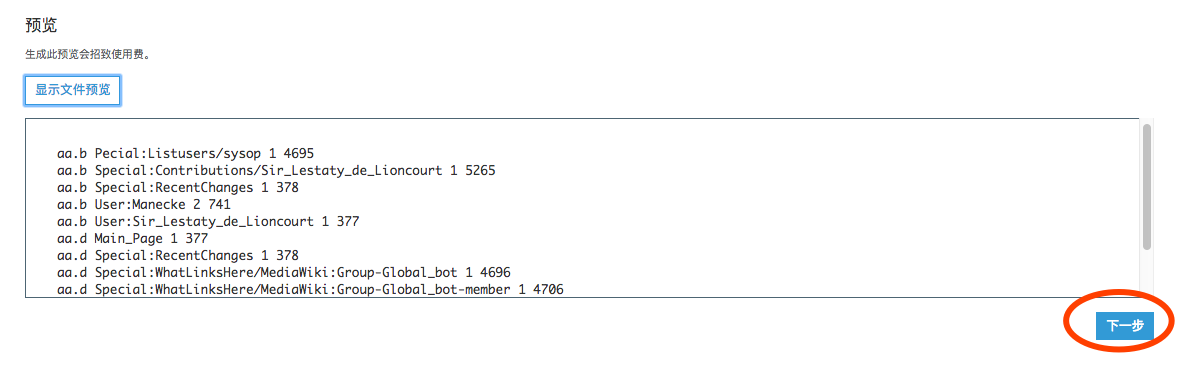 预览
生成此预览会招致使用费。
显示文件预览
aa.b Pecial:Listusers/sysop 1 4695
aa.b Special:Contributions/Sir_Lestaty_de_Lioncourt 1 5265
aa.b Special:RecentChanges 1 378
aa.b User:Manecke 2 741
aa.b User:Sir_Lestaty_de_Lioncourt 1 377
aa.d Main_Page 1 377
aa.d Special:RecentChanges 1 378
aa.d Special:WhatLinksHere/MediaWiki:Group-Global_bot 1 4696
aa.d Special:WhatLinksHere/MediaWiki:Group-Global_bot-member 1 4706
下一步